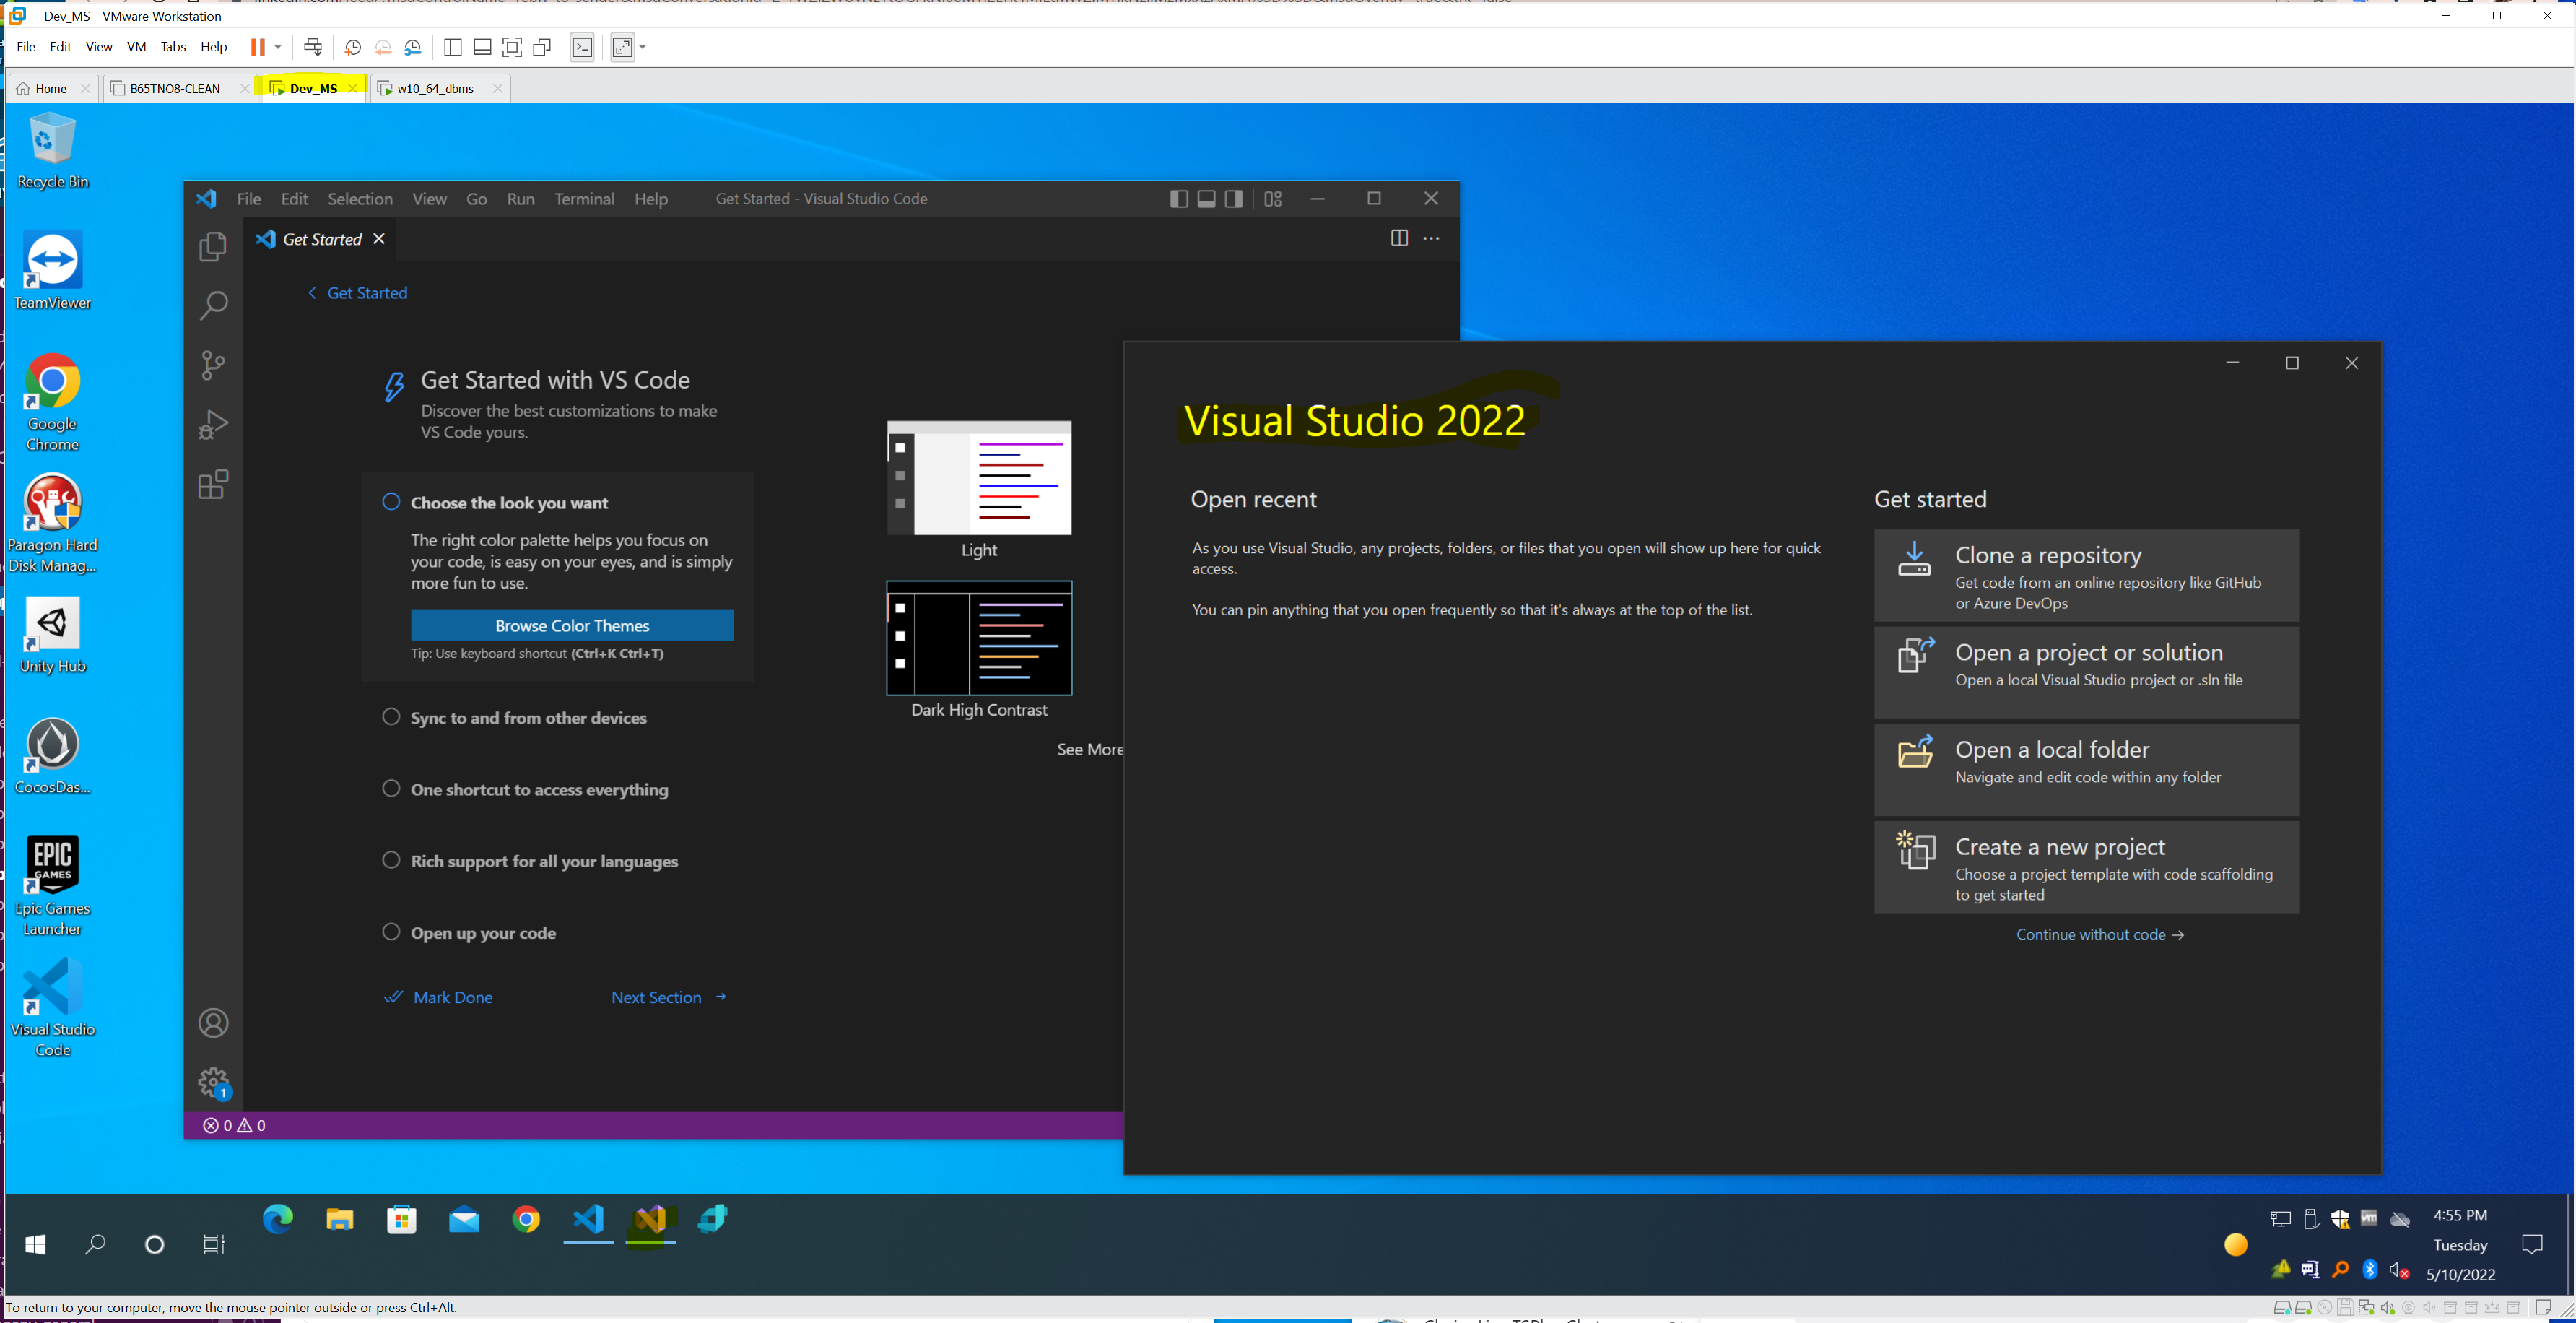 Dev_MS - VMware Workstation
File Edit View VM Tabs Help
Home B65TNO8-CLEAN Dev_MS w10_64_dbms
Recycle Bin
TeamViewer
Google
Chrome
Paragon Hard
Disk Manag...
Unity Hub
CocosDas...
EPIC
GAMES
Epic Games
Launcher
Visual Studio
Code
File Edit Selection View Go Run Terminal Help Get Started - Visual Studio Code
Get Started
Get Started
Get Started with VS Code
Discover the best customizations to make
VS Code yours.
Choose the look you want
The right color palette helps you focus on
your code, is easy on your eyes, and is simply
more fun to use.
Browse Color Themes
Tip: Use keyboard shortcut (Ctrl+K Ctrl+T)
Sync to and from other devices
One shortcut to access everything
Rich support for all your languages
Open up your code
Mark Done Next Section
Light
Dark High Contrast
See More
1
0 0
Visual Studio 2022
Open recent
As you use Visual Studio, any projects, folders, or files that you open will show up here for quick
access.
You can pin anything that you open frequently so that it's always at the top of the list.
Get started
Clone a repository
Get code from an online repository like GitHub
or Azure DevOps
Open a project or solution
Open a local Visual Studio project or .sln file
Open a local folder
Navigate and edit code within any folder
Create a new project
Choose a project template with code scaffolding
to get started
Continue without code →
vm
4:55 PM
Tuesday
5/10/2022
To return to your computer, move the mouse pointer outside or press Ctrl+Alt.